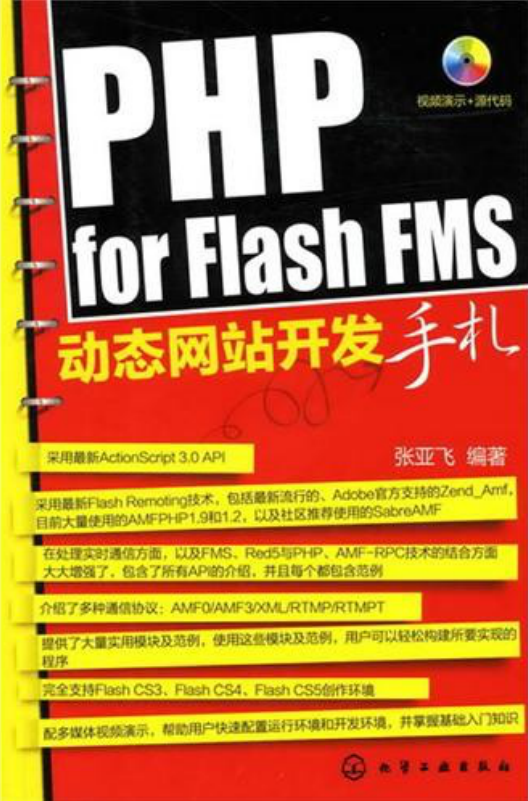 PHP
视频演示+源代码
for Flash FMS
动态网站开发手札
张亚飞 编著
采用最新ActionScript 3.0 API
采用最新Flash Remoting技术，包括最新流行的、Adobe官方支持的Zend_Amf，
目前大量使用的AMFPHP1.9和1.2，以及社区推荐使用的SabreAMF
在处理实时通信方面，以及FMS、Red5与PHP、AMF-RPC技术的结合方面
大大增强了，包含了所有API的介绍，并且每个都包含范例
介绍了多种通信协议：AMF0/AMF3/XML/RTMP/RTMPT
提供了大量实用模块及范例，使用这些模块及范例，用户可以轻松构建所要实现的
程序
完全支持Flash CS3、Flash CS4、Flash CS5创作环境
配多媒体视频演示，帮助用户快速配置运行环境和开发环境，并掌握基础入门知识
化学工业出版社